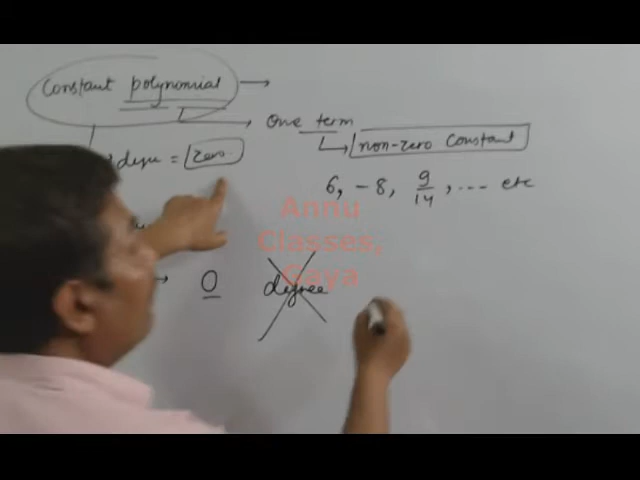 Constant polynomial →
→ One term
↳ non-zero Constant
degree = zero.
6, -8, 9/14, .... etc
→ 0 degree
Annu
Classes,
Gaya